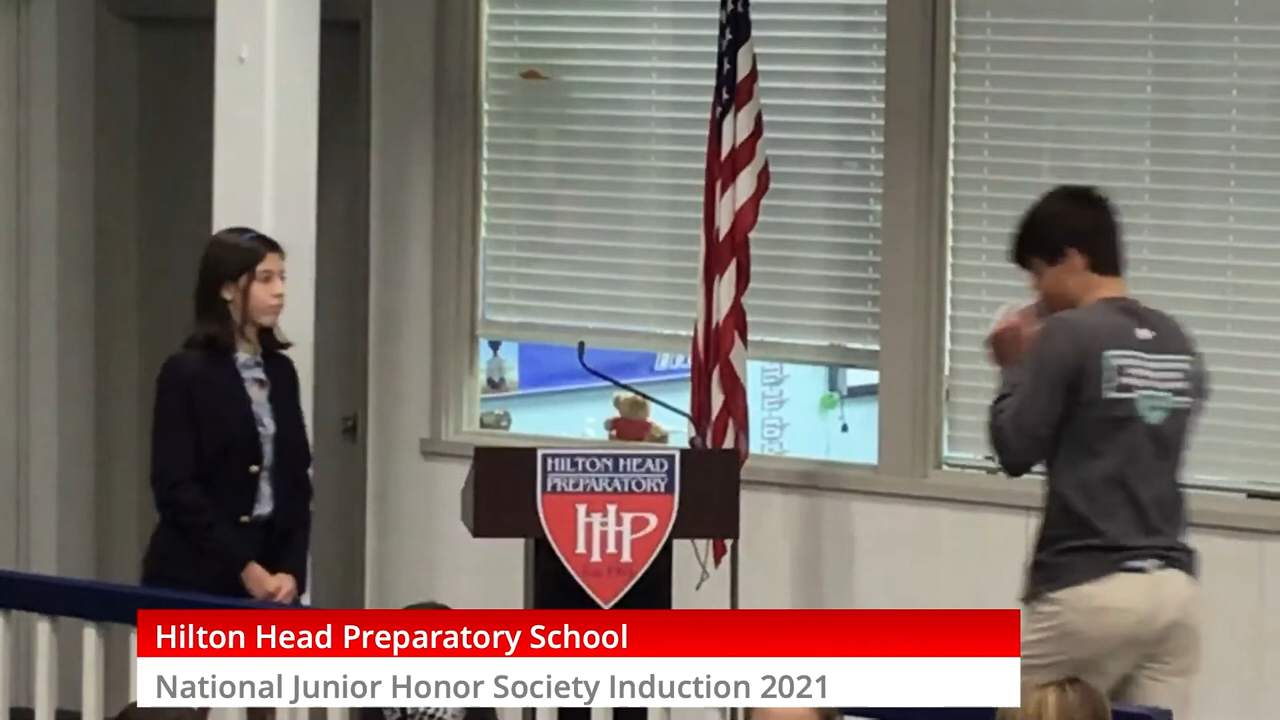 HILTON HEAD
PREPARATORY
HHP
Hilton Head Preparatory School
National Junior Honor Society Induction 2021